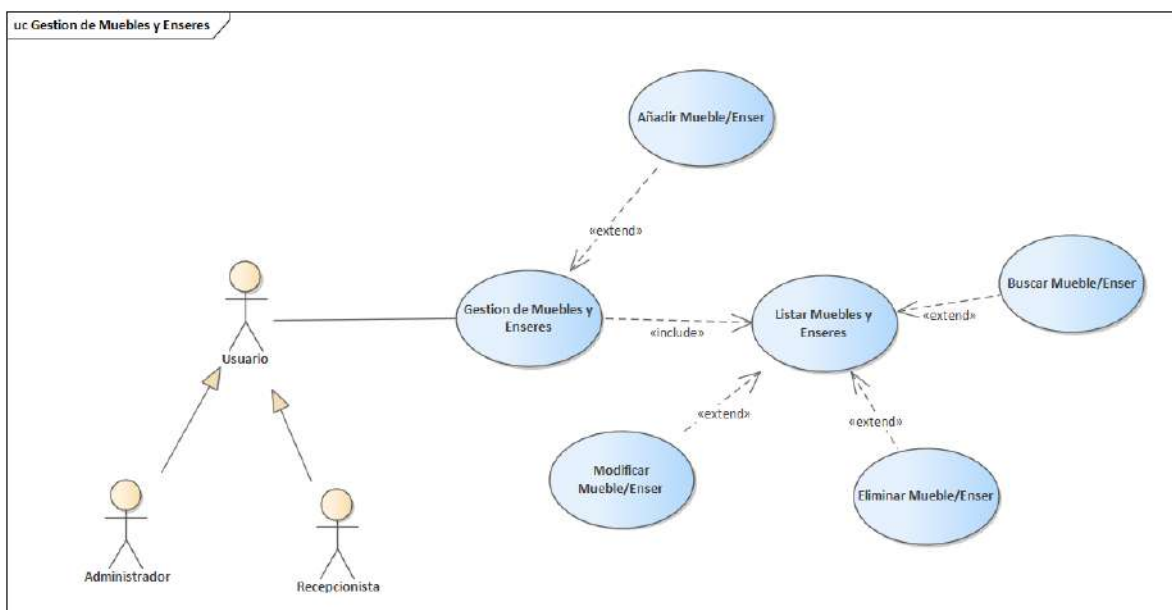 uc Gestion de Muebles y Enseres
Añadir Mueble/Enser
«extend»
Buscar Mueble/Enser
Gestion de Muebles y
Enseres
Listar Muebles y
Enseres
«extend»
«include»
Usuario
«extend»
«extend»
Modificar
Mueble/Enser
Eliminar Mueble/Enser
Administrador
Recepcionista